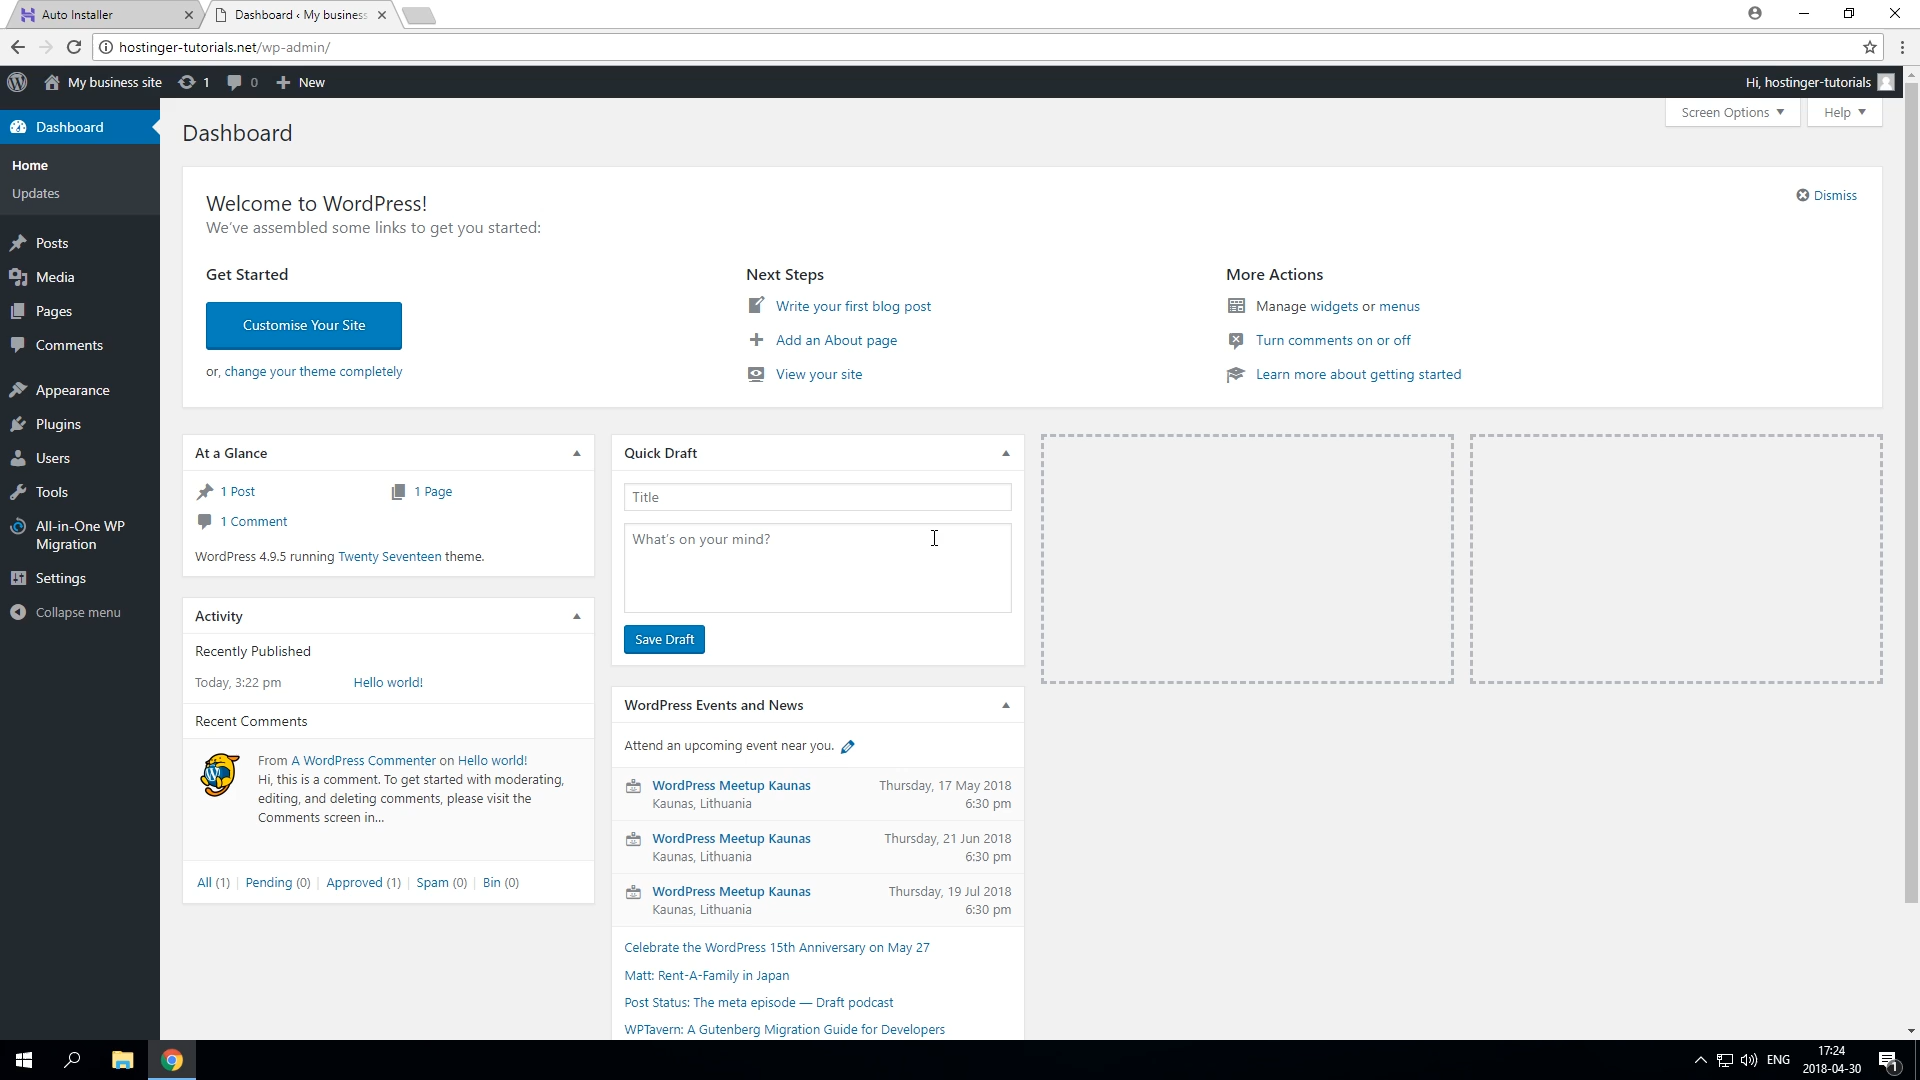 Auto Installer
Dashboard ‹ My business
hostinger-tutorials.net/wp-admin/
My business site 1 0 New
Hi, hostinger-tutorials
Dashboard
Home
Updates
Posts
Media
Pages
Comments
Appearance
Plugins
Users
Tools
All-in-One WP
Migration
Settings
Collapse menu
Screen Options
Help
Dashboard
Welcome to WordPress!
We've assembled some links to get you started:
Dismiss
Get Started
Customise Your Site
or, change your theme completely
Next Steps
Write your first blog post
Add an About page
View your site
More Actions
Manage widgets or menus
Turn comments on or off
Learn more about getting started
At a Glance
1 Post
1 Page
1 Comment
WordPress 4.9.5 running Twenty Seventeen theme.
Activity
Recently Published
Today, 3:22 pm Hello world!
Recent Comments
From A WordPress Commenter on Hello world!
Hi, this is a comment. To get started with moderating,
editing, and deleting comments, please visit the
Comments screen in...
All (1) | Pending (0) | Approved (1) | Spam (0) | Bin (0)
Quick Draft
Title
What's on your mind?
Save Draft
WordPress Events and News
Attend an upcoming event near you.
WordPress Meetup Kaunas Thursday, 17 May 2018
Kaunas, Lithuania 6:30 pm
WordPress Meetup Kaunas Thursday, 21 Jun 2018
Kaunas, Lithuania 6:30 pm
WordPress Meetup Kaunas Thursday, 19 Jul 2018
Kaunas, Lithuania 6:30 pm
Celebrate the WordPress 15th Anniversary on May 27
Matt: Rent-A-Family in Japan
Post Status: The meta episode — Draft podcast
WPTavern: A Gutenberg Migration Guide for Developers
ENG
17:24
2018-04-30
1